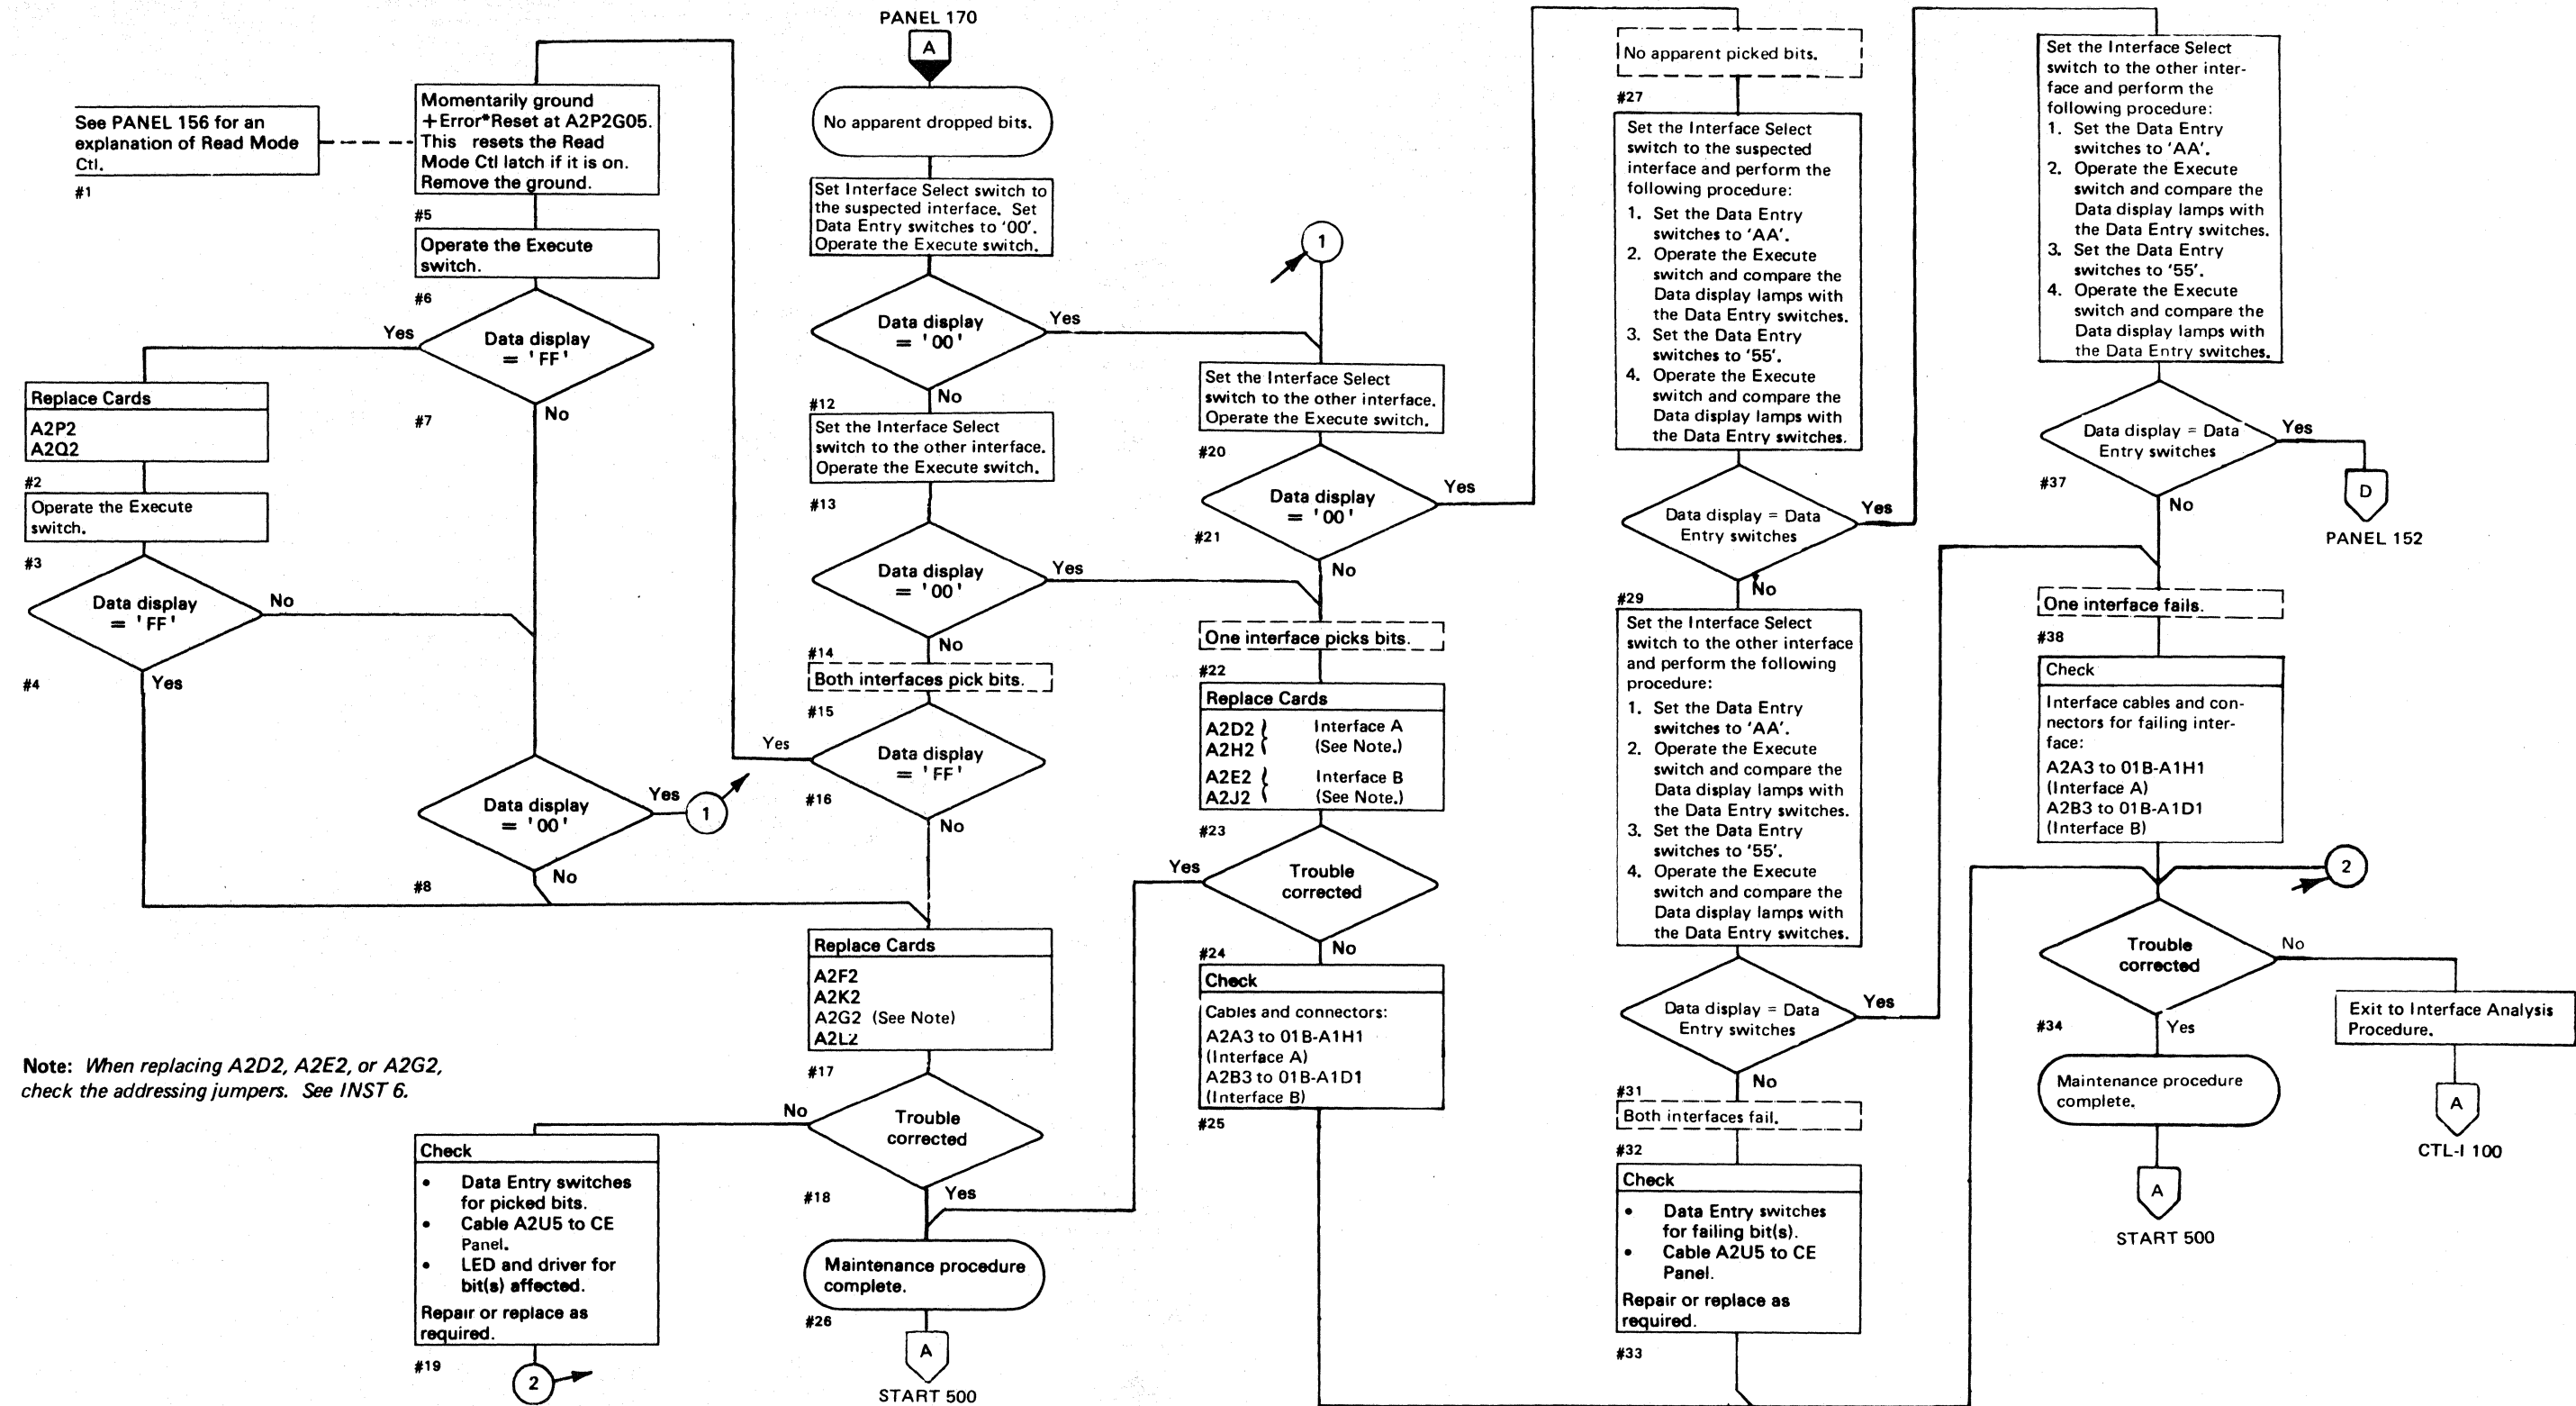 See PANEL 156 for an
explanation of Read Mode
Ctl.
#1
Momentarily ground
+Error*Reset at A2P2G05.
This resets the Read
Mode Ctl latch if it is on.
Remove the ground.
#5
Operate the Execute
switch.
#6
Data display
= 'FF'
Yes
No
#7
Replace Cards
A2P2
A2Q2
#2
Operate the Execute
switch.
#3
Data display
= 'FF'
No
Yes
#4
Data display
= '00'
Yes
1
No
#8
Note: When replacing A2D2, A2E2, or A2G2,
check the addressing jumpers. See INST 6.
Check
• Data Entry switches
for picked bits.
• Cable A2U5 to CE
Panel.
• LED and driver for
bit(s) affected.
Repair or replace as
required.
#19
2
PANEL 170
A
No apparent dropped bits.
Set Interface Select switch to
the suspected interface. Set
Data Entry switches to '00'.
Operate the Execute switch.
Data display
= '00'
Yes
No
#12
Set the Interface Select
switch to the other interface.
Operate the Execute switch.
#13
Data display
= '00'
Yes
No
#14
Both interfaces pick bits.
#15
Data display
= 'FF'
Yes
No
#16
Replace Cards
A2F2
A2K2
A2G2 (See Note)
A2L2
#17
Trouble
corrected
No
Yes
#18
Maintenance procedure
complete.
#26
A
START 500
1
Set the Interface Select
switch to the other interface.
Operate the Execute switch.
#20
Data display
= '00'
Yes
No
#21
One interface picks bits.
#22
Replace Cards
A2D2 Interface A
A2H2 (See Note.)
A2E2 Interface B
A2J2 (See Note.)
#23
Trouble
corrected
Yes
No
#24
Check
Cables and connectors:
A2A3 to 01B-A1H1
(Interface A)
A2B3 to 01B-A1D1
(Interface B)
#25
No apparent picked bits.
#27
Set the Interface Select
switch to the suspected
interface and perform the
following procedure:
1. Set the Data Entry
switches to 'AA'.
2. Operate the Execute
switch and compare the
Data display lamps with
the Data Entry switches.
3. Set the Data Entry
switches to '55'.
4. Operate the Execute
switch and compare the
Data display lamps with
the Data Entry switches.
Data display = Data
Entry switches
Yes
No
#29
Set the Interface Select
switch to the other interface
and perform the following
procedure:
1. Set the Data Entry
switches to 'AA'.
2. Operate the Execute
switch and compare the
Data display lamps with
the Data Entry switches.
3. Set the Data Entry
switches to '55'.
4. Operate the Execute
switch and compare the
Data display lamps with
the Data Entry switches.
Data display = Data
Entry switches
Yes
No
#31
Both interfaces fail.
#32
Check
• Data Entry switches
for failing bit(s).
• Cable A2U5 to CE
Panel.
Repair or replace as
required.
#33
Set the Interface Select
switch to the other inter-
face and perform the
following procedure:
1. Set the Data Entry
switches to 'AA'.
2. Operate the Execute
switch and compare the
Data display lamps with
the Data Entry switches.
3. Set the Data Entry
switches to '55'.
4. Operate the Execute
switch and compare the
Data display lamps with
the Data Entry switches.
Data display = Data
Entry switches
Yes
D
PANEL 152
No
#37
One interface fails.
#38
Check
Interface cables and con-
nectors for failing inter-
face:
A2A3 to 01B-A1H1
(Interface A)
A2B3 to 01B-A1D1
(Interface B)
2
Trouble
corrected
No
Yes
#34
Exit to Interface Analysis
Procedure.
A
CTL-I 100
Maintenance procedure
complete.
A
START 500